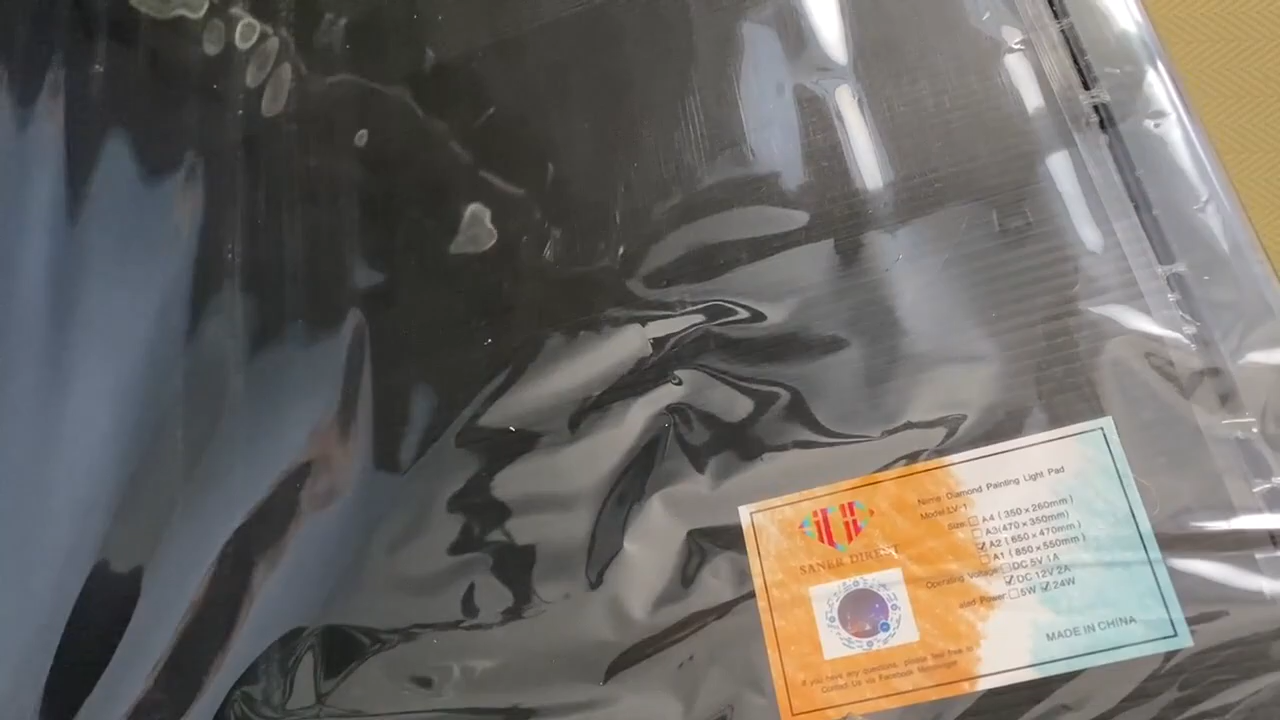 SANER DIRECT
Name: Diamond Painting Light Pad
Model:LV-1
Size: A4 ( 350 x 260mm )
A3(470 x 350mm)
A2 ( 650 x 470mm )
A1 ( 850 x 550mm )
Operating Voltage: DC 5V 1A
DC 12V 2A
Power: 5W 24W
MADE IN CHINA
If you have any questions, please feel free to
Contact Us via Facebook Messenger